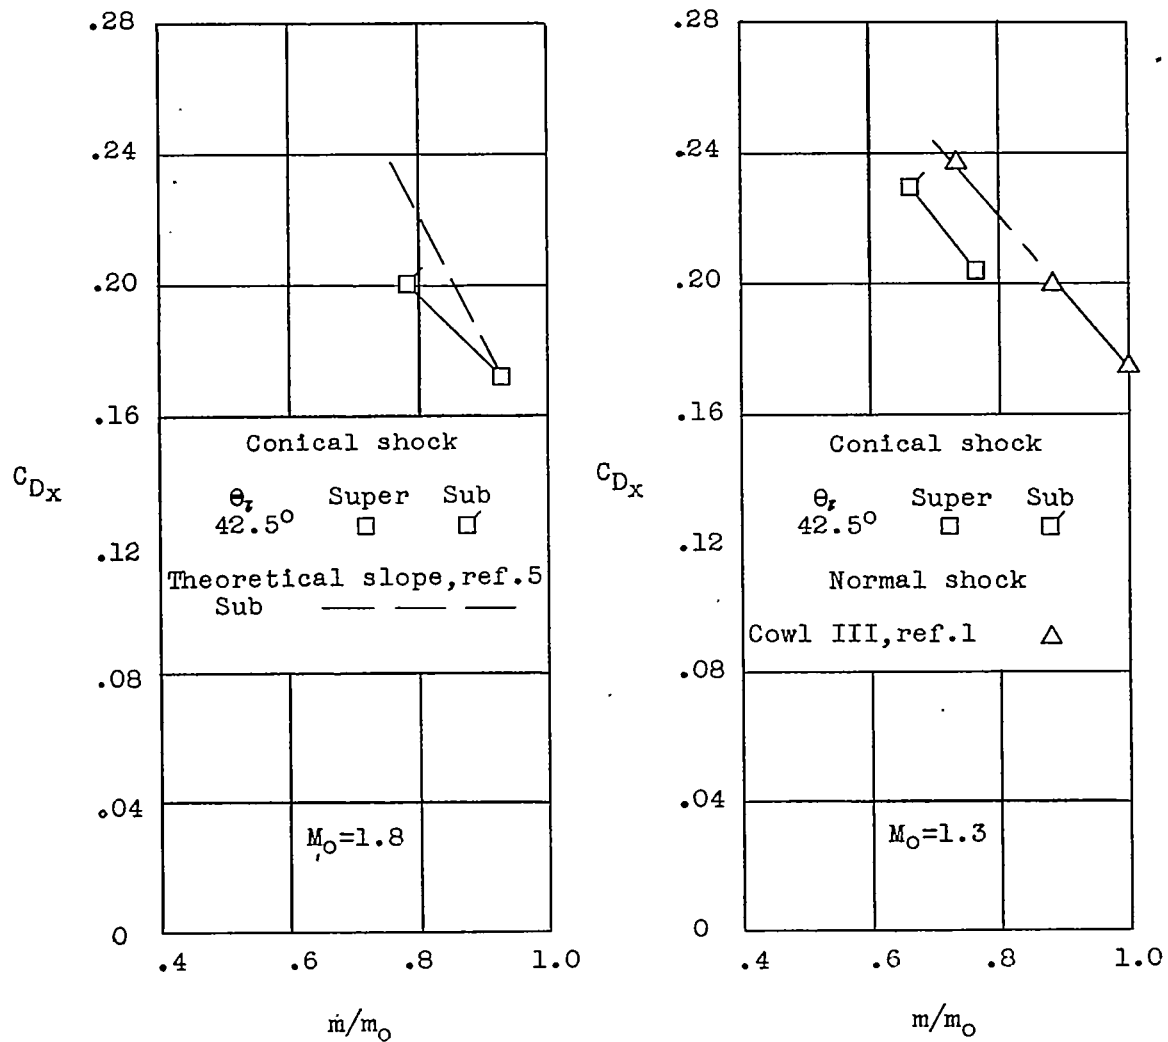 .28
.24
.20
.16
.12
.08
.04
0
C_Dx
Conical shock
θ_l Super Sub
42.5°
Theoretical slope,ref.5
Sub
M_o=1.8
.4 .6 .8 1.0
m/m_o
.28
.24
.20
.16
.12
.08
.04
0
C_Dx
Conical shock
θ_l Super Sub
42.5°
Normal shock
Cowl III,ref.1
M_o=1.3
.4 .6 .8 1.0
m/m_o